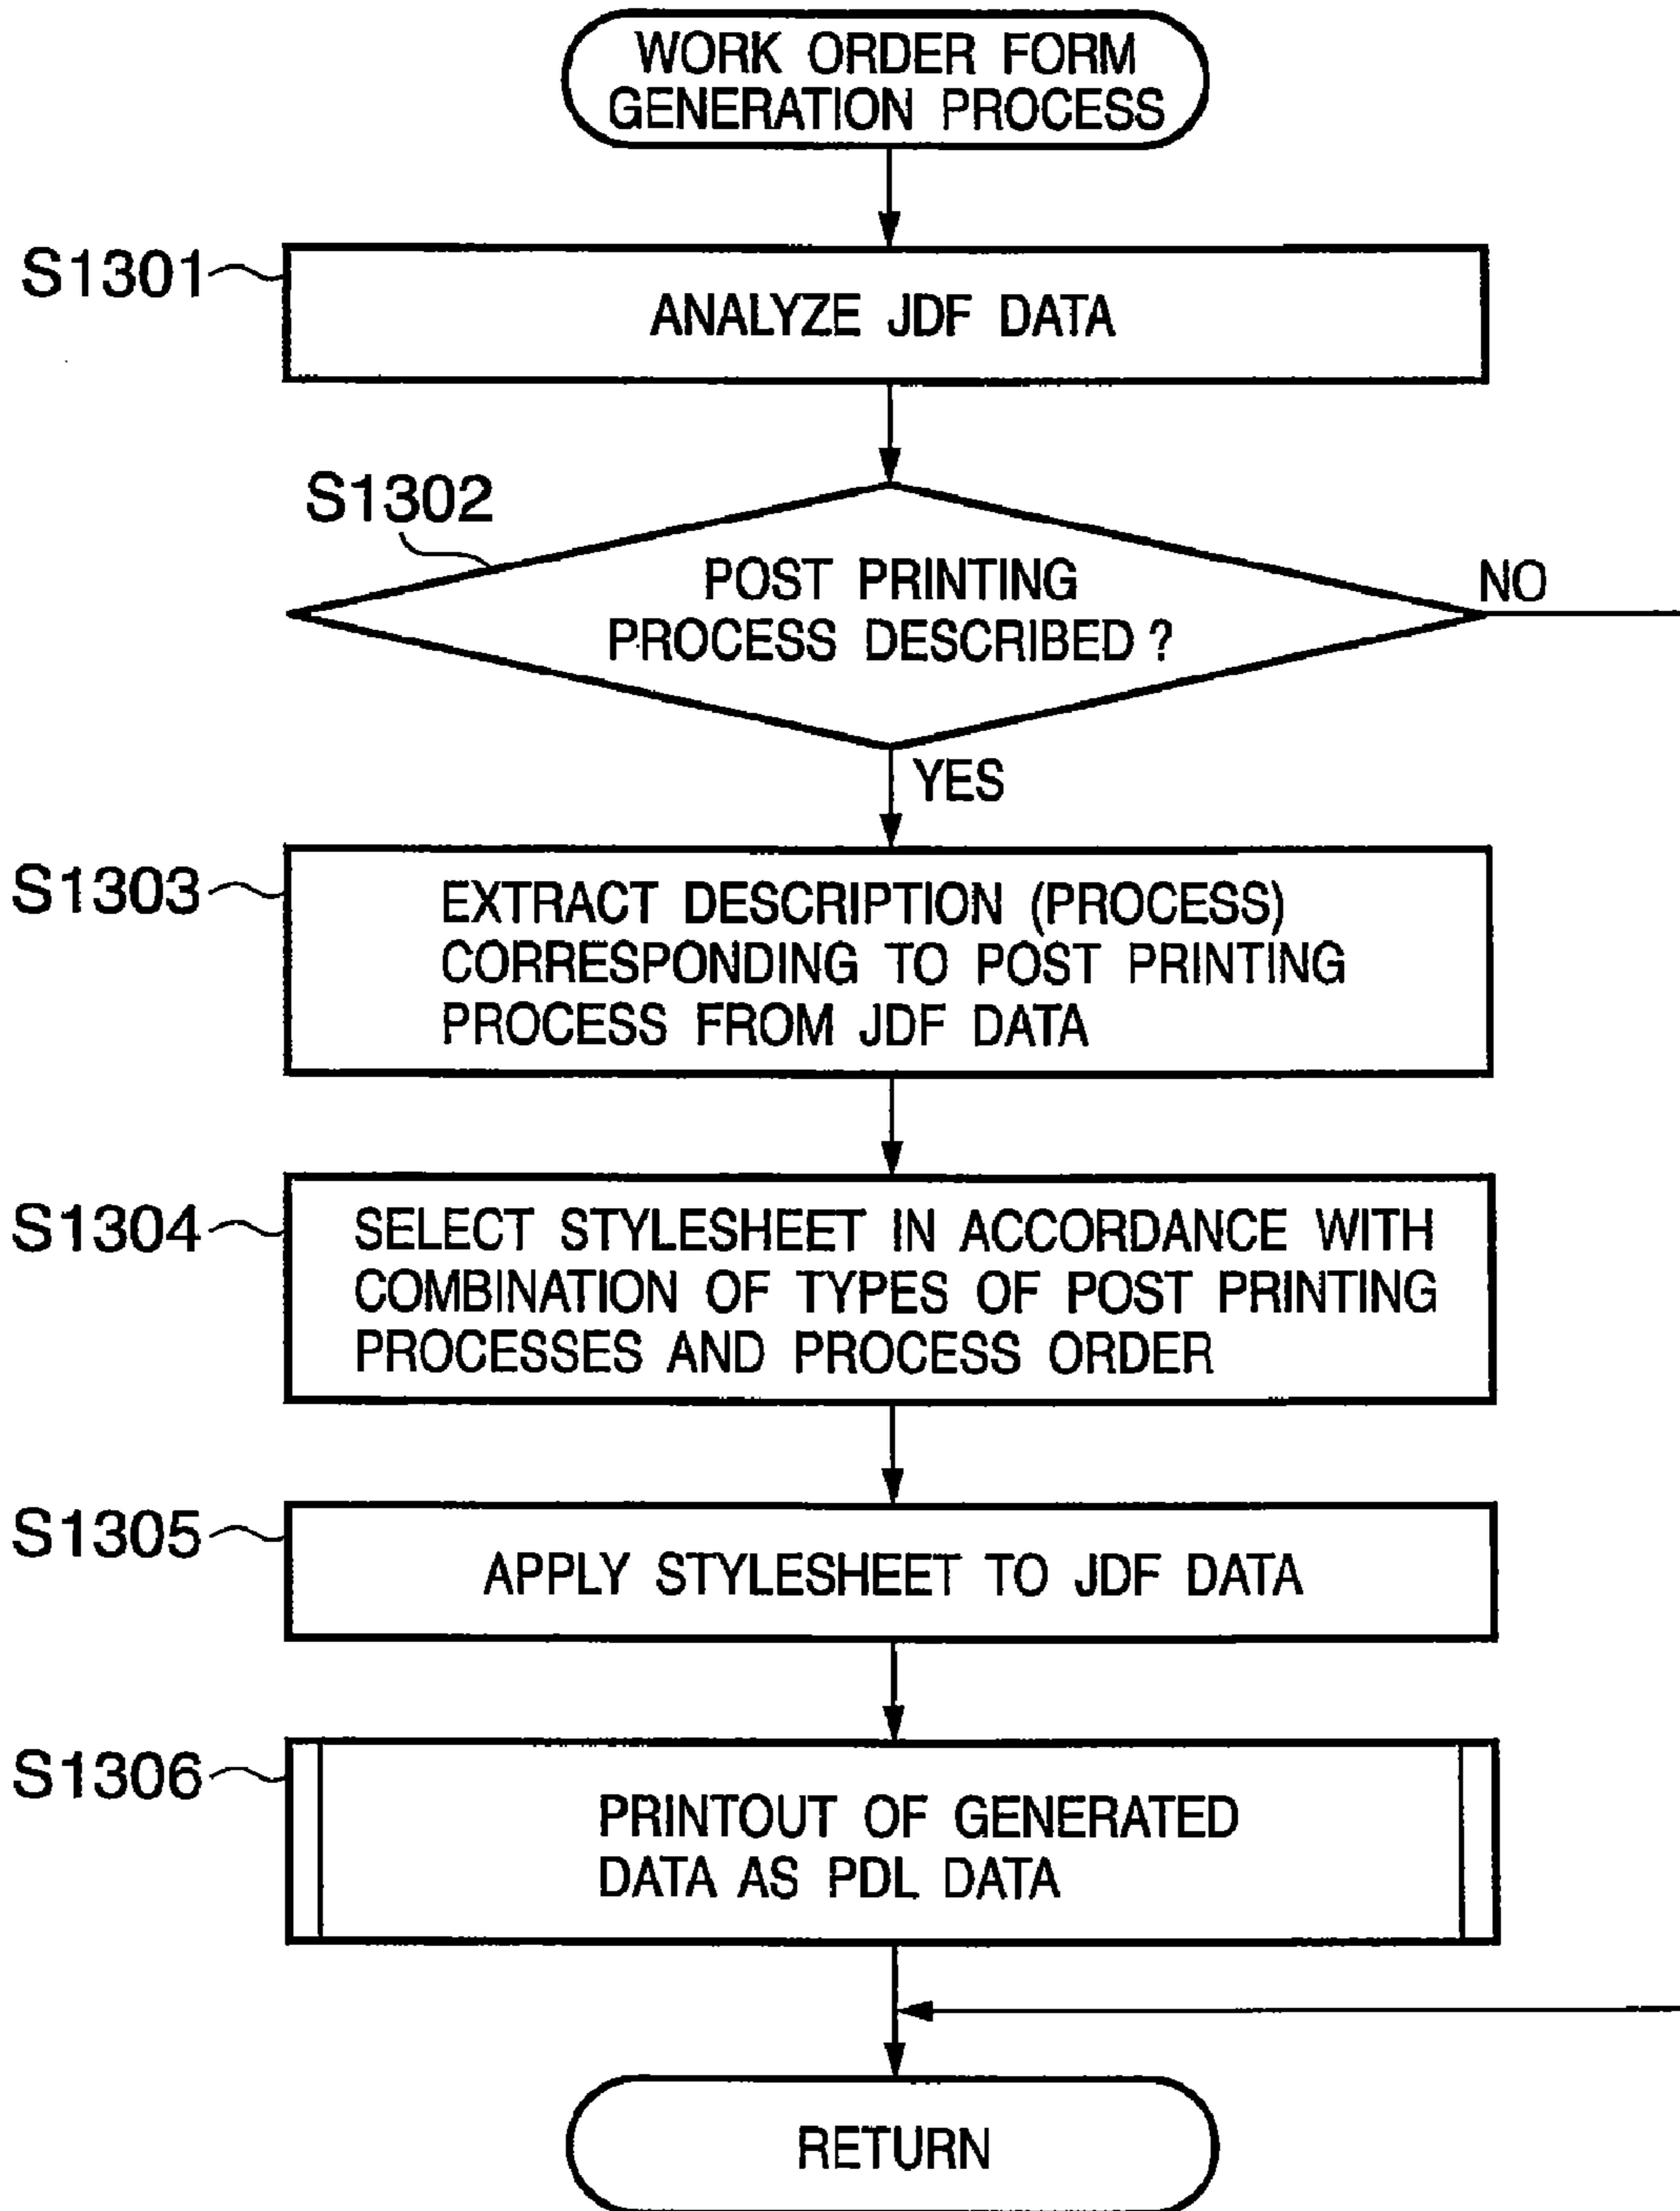 WORK ORDER FORM
GENERATION PROCESS
S1301
ANALYZE JDF DATA
S1302
POST PRINTING
PROCESS DESCRIBED ?
NO
YES
S1303
EXTRACT DESCRIPTION (PROCESS)
CORRESPONDING TO POST PRINTING
PROCESS FROM JDF DATA
S1304
SELECT STYLESHEET IN ACCORDANCE WITH
COMBINATION OF TYPES OF POST PRINTING
PROCESSES AND PROCESS ORDER
S1305
APPLY STYLESHEET TO JDF DATA
S1306
PRINTOUT OF GENERATED
DATA AS PDL DATA
RETURN